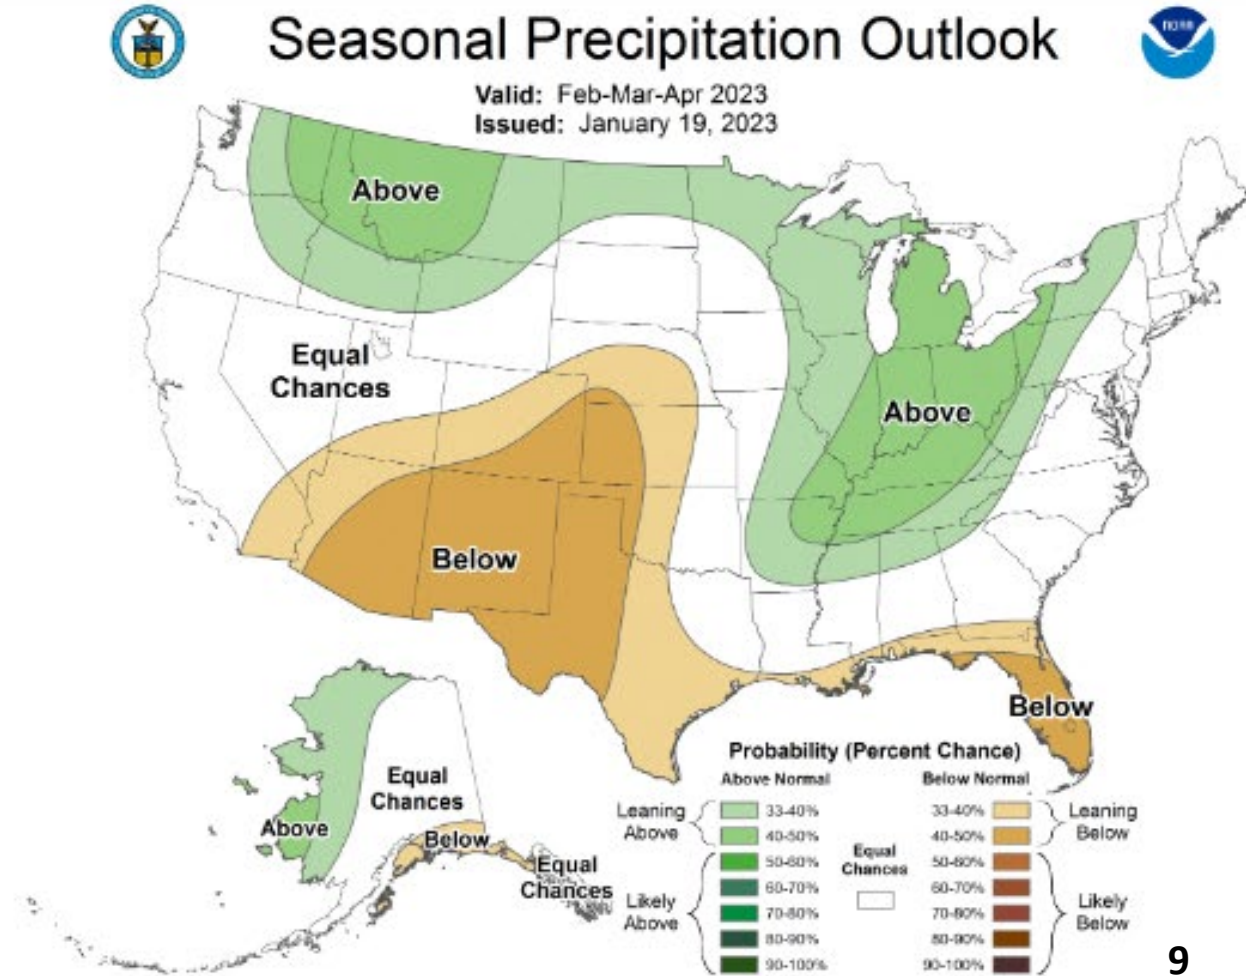 Seasonal Precipitation Outlook
noaa
Valid: Feb-Mar-Apr 2023
Issued: January 19, 2023
Above
Equal
Chances
Above
Below
Below
Equal
Chances
Above
Below
Equal
Chances
Probability (Percent Chance)
Above Normal
Below Normal
Leaning
Above
33-40%
40-50%
50-60%
60-70%
70-80%
80-90%
90-100%
Likely
Above
Equal
Chances
33-40%
40-50%
50-60%
60-70%
70-80%
80-90%
90-100%
Leaning
Below
Likely
Below
9